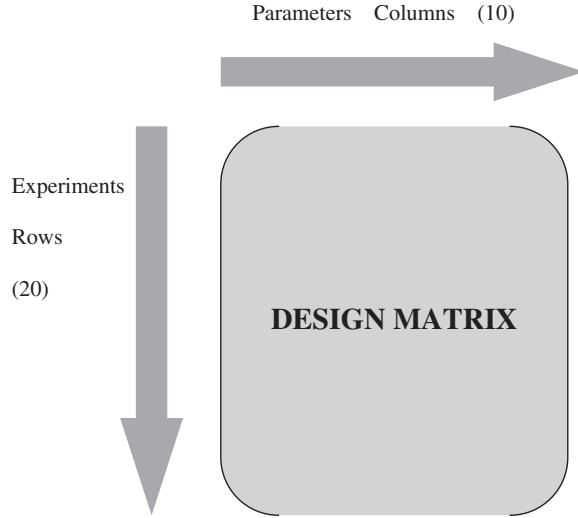 Parameters Columns (10)
Experiments
Rows
(20)
DESIGN MATRIX